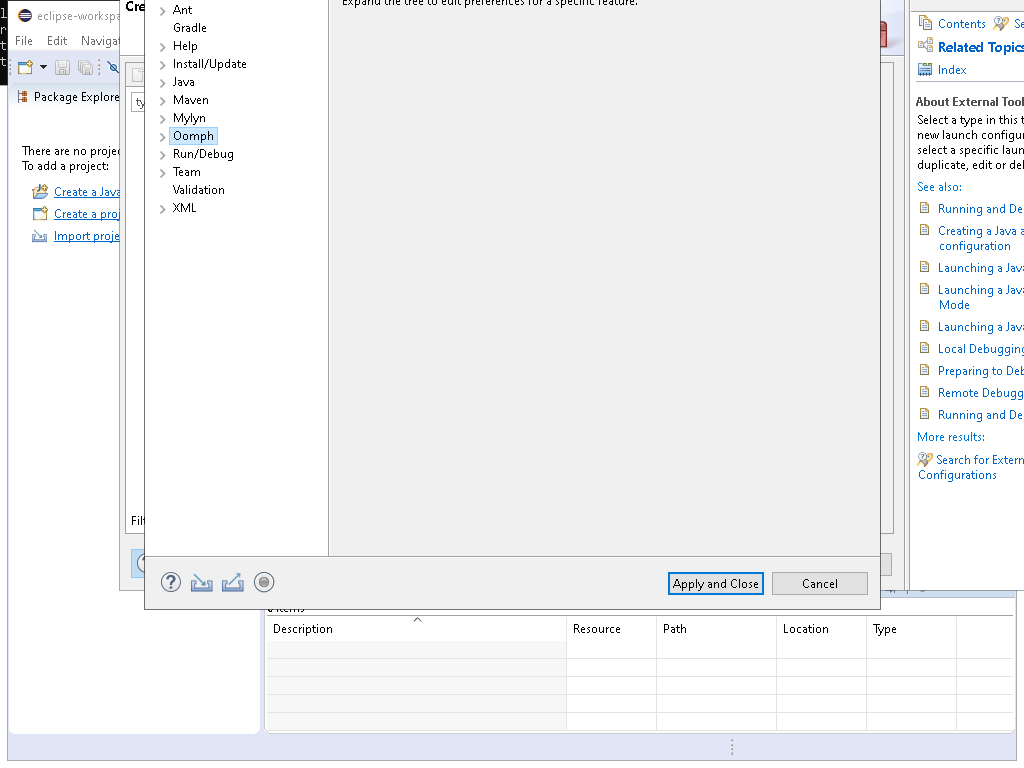 eclipse-workspa
File Edit Navigat
Package Explore
There are no projec
To add a project:
Create a Java
Create a proj
Import proje
Cre
ty
Filt
Expand the tree to edit preferences for a specific feature.
Ant
Gradle
Help
Install/Update
Java
Maven
Mylyn
Oomph
Run/Debug
Team
Validation
XML
Apply and Close Cancel
Contents Se
Related Topics
Index
About External Tool
Select a type in this t
new launch configur
select a specific laun
duplicate, edit or del
See also:
Running and De
Creating a Java a
configuration
Launching a Java
Launching a Java
Mode
Launching a Java
Local Debugging
Preparing to Deb
Remote Debugg
Running and De
More results:
Search for Extern
Configurations
0 items
Description Resource Path Location Type